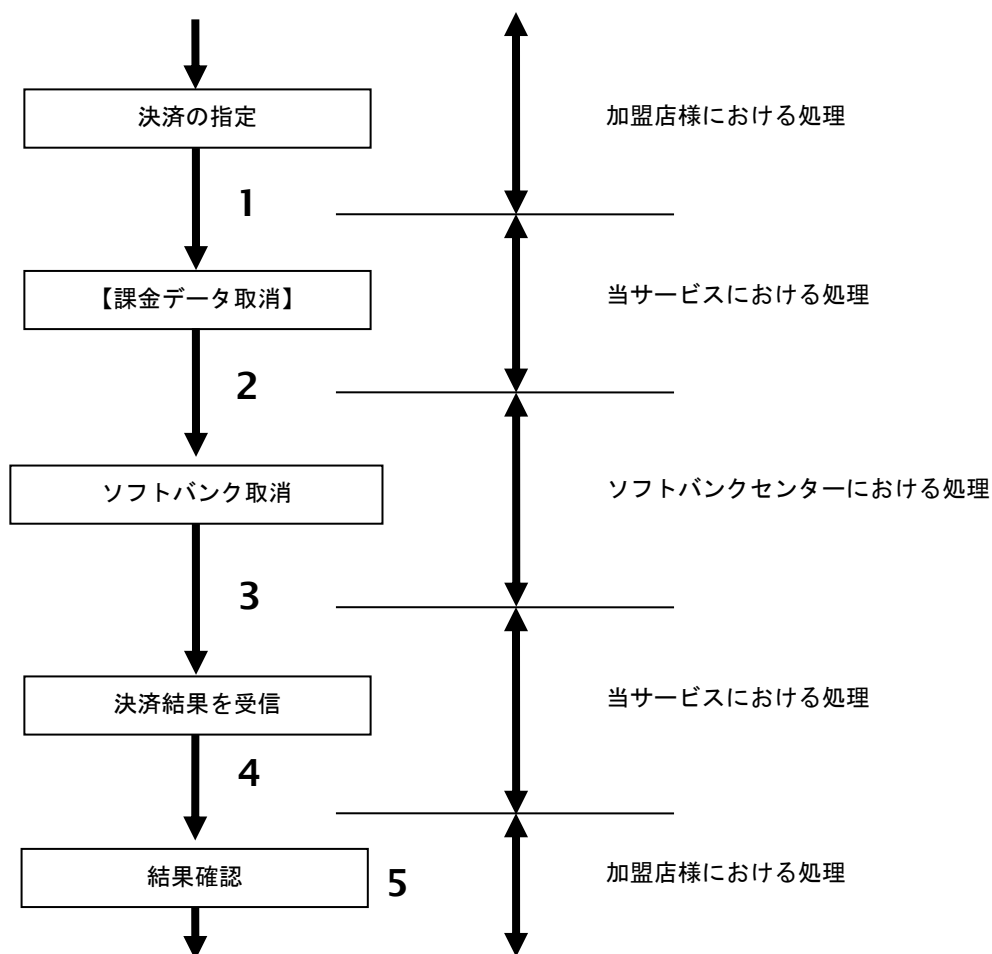 決済の指定
加盟店様における処理
1
【課金データ取消】
当サービスにおける処理
2
ソフトバンク取消
ソフトバンクセンターにおける処理
3
決済結果を受信
当サービスにおける処理
4
結果確認
5
加盟店様における処理